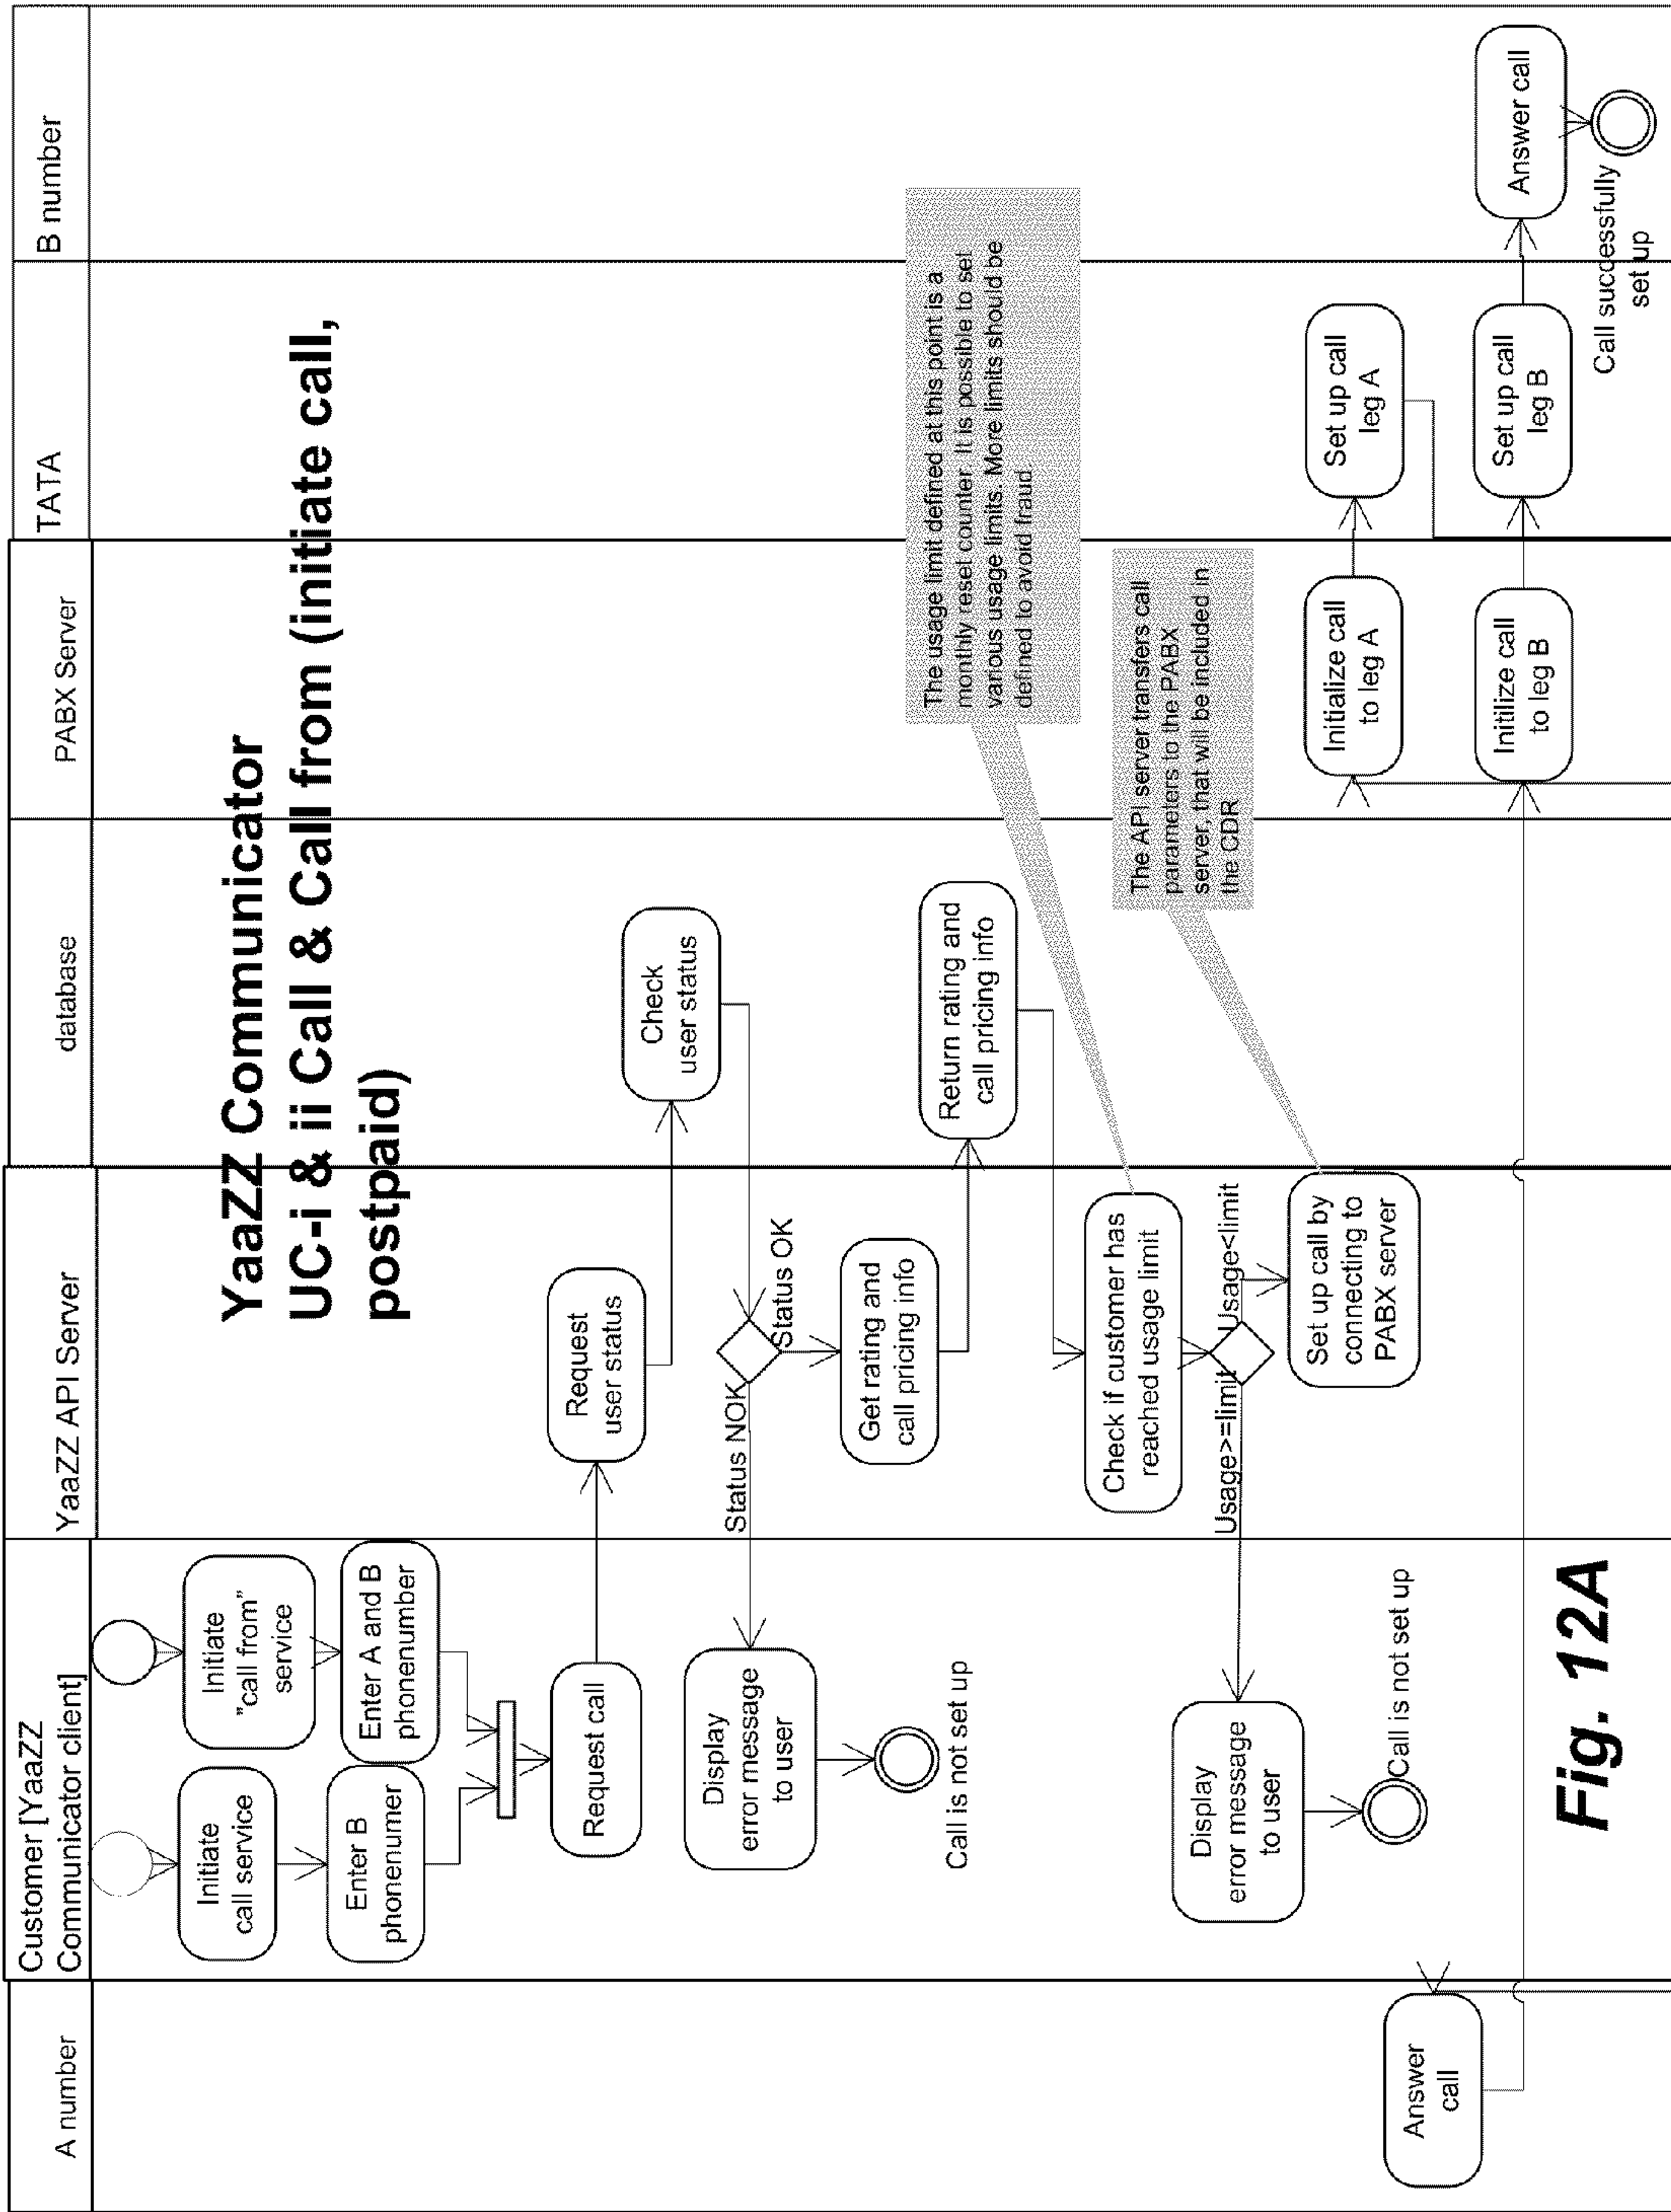 A number
Customer [YaaZZ
Communicator client]
YaaZZ API Server
database
PABX Server
TATA
B number
YaaZZ Communicator
UC-i & ii Call & Call from (initiate call,
postpaid)
Initiate
call service
Initiate
"call from"
service
Enter B
phonenumer
Enter A and B
phonenumber
Request call
Request
user status
Check
user status
Status NOK
Status OK
Display
error message
to user
Call is not set up
Get rating and
call pricing info
Return rating and
call pricing info
The usage limit defined at this point is a
monthly reset counter. It is possible to set
various usage limits. More limits should be
defined to avoid fraud
Check if customer has
reached usage limit
Usage>=limit
Usage<limit
The API server transfers call
parameters to the PABX
server, that will be included in
the CDR
Display
error message
to user
Call is not set up
Set up call by
connecting to
PABX server
Initialize call
to leg A
Set up call
leg A
Answer
call
Initilize call
to leg B
Set up call
leg B
Answer call
Call successfully
set up
Fig. 12A